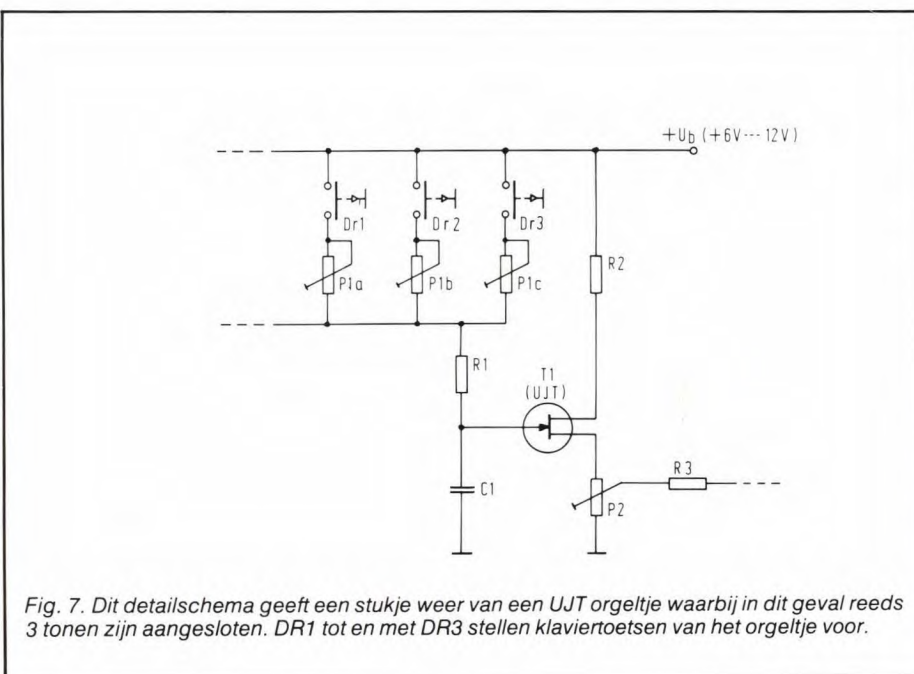 +Ub (+6V---12V)
Dr1
Dr2
Dr3
P1a
P1b
P1c
R2
R1
T1
(UJT)
C1
R3
P2
Fig. 7. Dit detailschema geeft een stukje weer van een UJT orgeltje waarbij in dit geval reeds
3 tonen zijn aangesloten. DR1 tot en met DR3 stellen klaviertoetsen van het orgeltje voor.